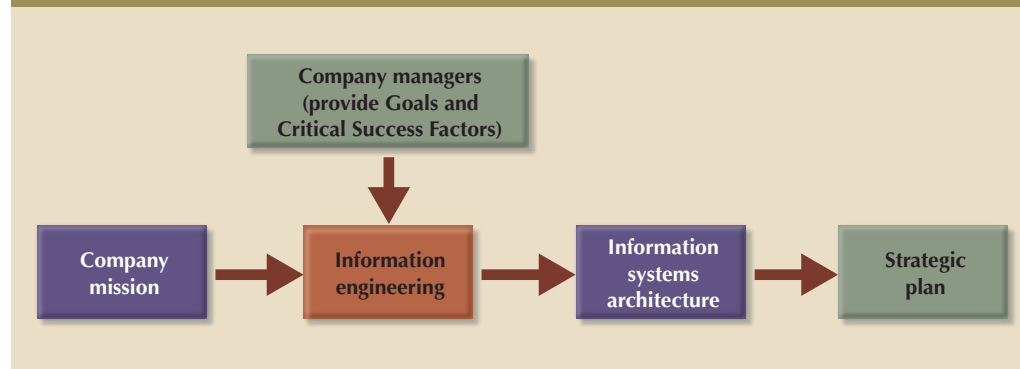 Company managers
(provide Goals and
Critical Success Factors)
Company
mission
Information
engineering
Information
systems
architecture
Strategic
plan